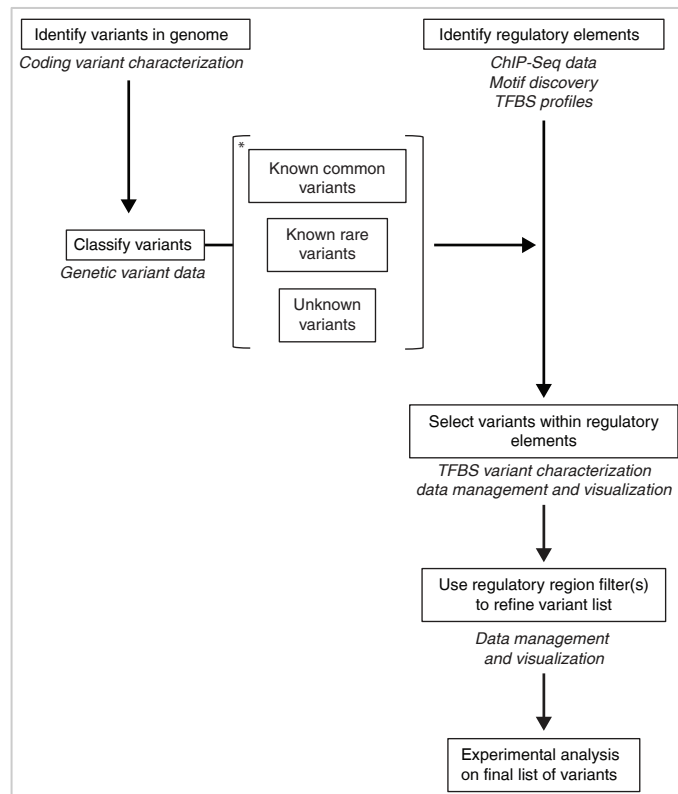 Identify variants in genome
Coding variant characterization
Identify regulatory elements
ChIP-Seq data
Motif discovery
TFBS profiles
*
Known common
variants
Classify variants
Genetic variant data
Known rare
variants
Unknown
variants
Select variants within regulatory
elements
TFBS variant characterization
data management and visualization
Use regulatory region filter(s)
to refine variant list
Data management
and visualization
Experimental analysis
on final list of variants